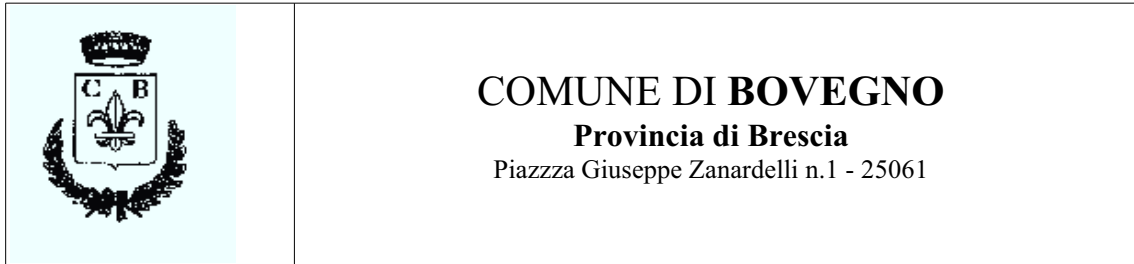 C B
COMUNE DI BOVEGNO
Provincia di Brescia
Piazzza Giuseppe Zanardelli n.1 - 25061